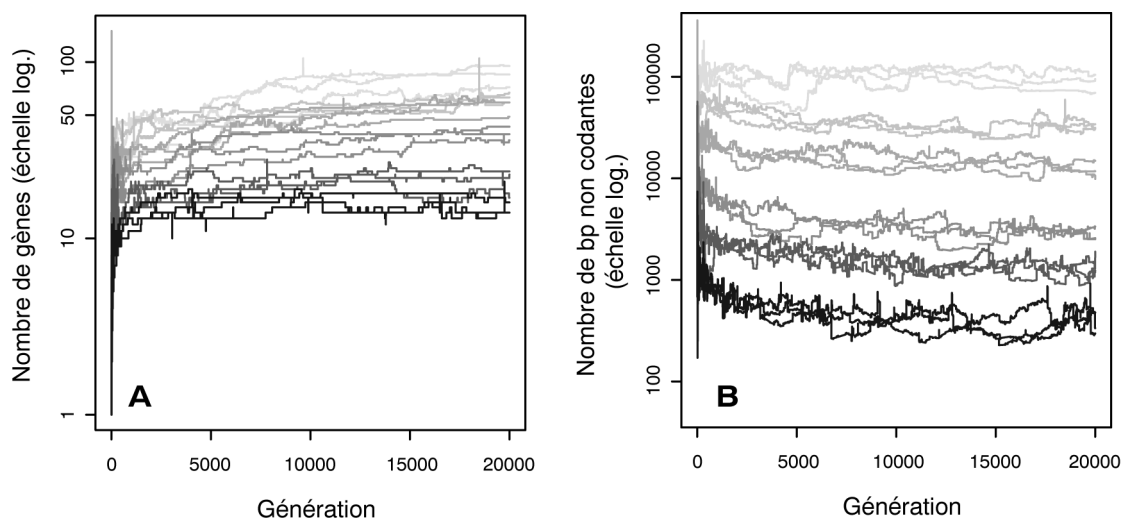 Nombre de gènes (échelle log.)
100
50
10
1
A
0 5000 10000 15000 20000
Génération
Nombre de bp non codantes
(échelle log.)
100000
10000
1000
100
B
0 5000 10000 15000 20000
Génération